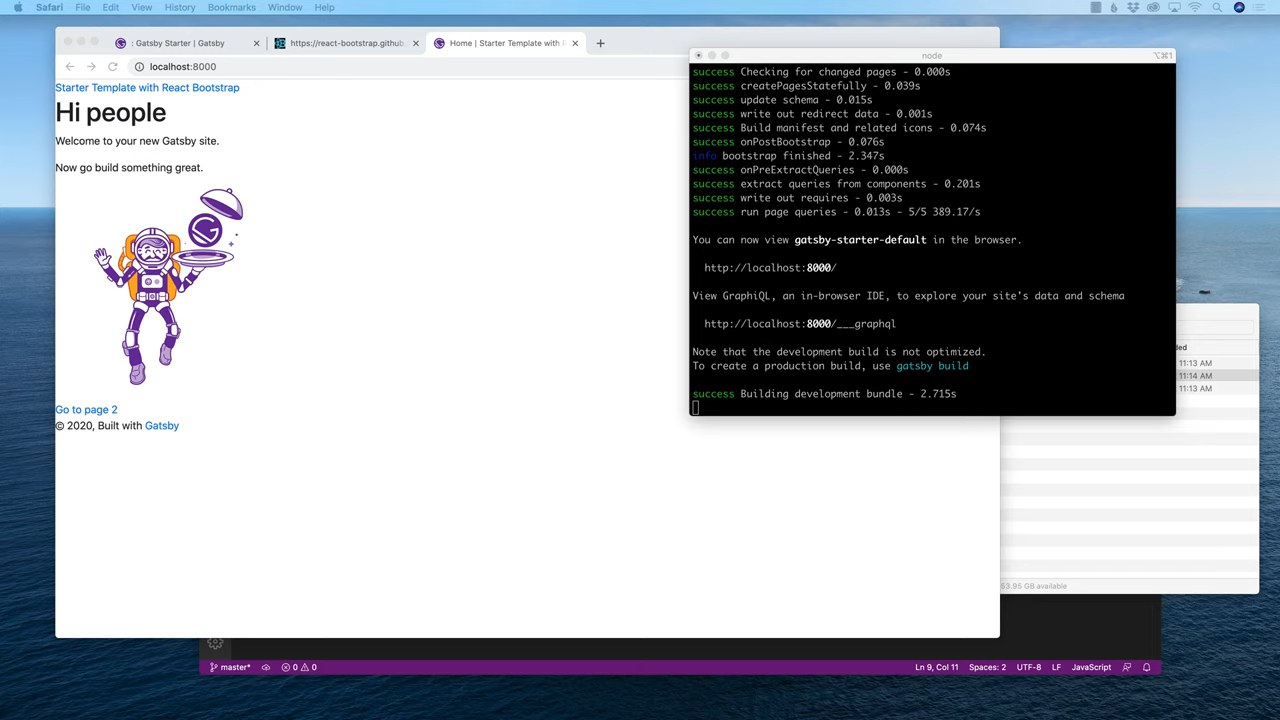 Safari File Edit View History Bookmarks Window Help
: Gatsby Starter | Gatsby
https://react-bootstrap.github.
Home | Starter Template with R
localhost:8000
Starter Template with React Bootstrap
Hi people
Welcome to your new Gatsby site.
Now go build something great.
Go to page 2
© 2020, Built with Gatsby
node
⌥⌘1
success Checking for changed pages - 0.000s
success createPagesStatefully - 0.039s
success update schema - 0.015s
success write out redirect data - 0.001s
success Build manifest and related icons - 0.074s
success onPostBootstrap - 0.076s
info bootstrap finished - 2.347s
success onPreExtractQueries - 0.000s
success extract queries from components - 0.201s
success write out requires - 0.003s
success run page queries - 0.013s - 5/5 389.17/s
You can now view gatsby-starter-default in the browser.
http://localhost:8000/
View GraphiQL, an in-browser IDE, to explore your site's data and schema
http://localhost:8000/___graphql
Note that the development build is not optimized.
To create a production build, use gatsby build
success Building development bundle - 2.715s
ded
11:13 AM
11:14 AM
11:13 AM
53.95 GB available
master* 0 0
Ln 9, Col 11 Spaces: 2 UTF-8 LF JavaScript